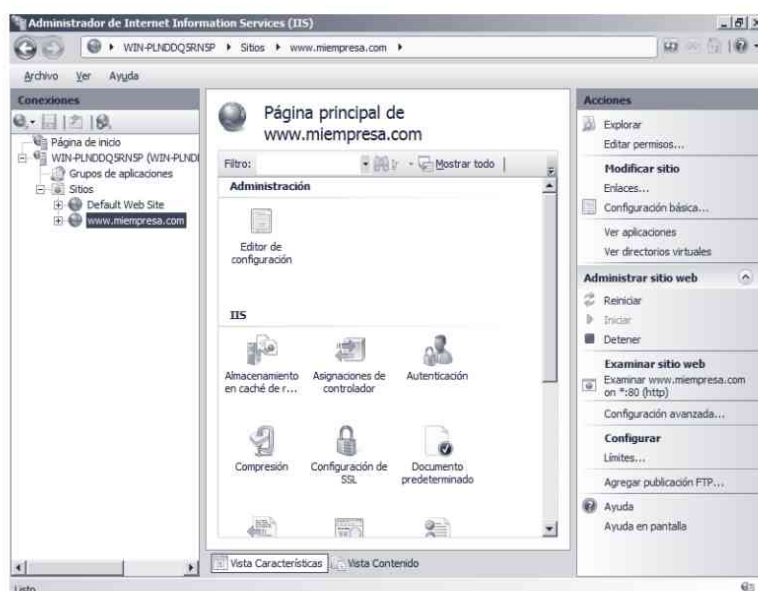 Administrador de Internet Information Services (IIS)
WIN-PLNDDQ5RN5P
Sitios
www.miempresa.com
Archivo Ver Ayuda
Conexiones
Página de inicio
WIN-PLNDDQ5RN5P (WIN-PLNDI
Grupos de aplicaciones
Sitios
Default Web Site
www.miempresa.com
Página principal de
www.miempresa.com
Filtro:
Ir
Mostrar todo
Administración
Editor de
configuración
IIS
Almacenamiento
en caché de r...
Asignaciones de
controlador
Autenticación
Compresión
Configuración de
SSL
Documento
predeterminado
Vista Características
Vista Contenido
Acciones
Explorar
Editar permisos...
Modificar sitio
Enlaces...
Configuración básica...
Ver aplicaciones
Ver directorios virtuales
Administrar sitio web
Reiniciar
Iniciar
Detener
Examinar sitio web
Examinar www.miempresa.com
on *:80 (http)
Configuración avanzada...
Configurar
Límites...
Agregar publicación FTP...
Ayuda
Ayuda en pantalla
Listo